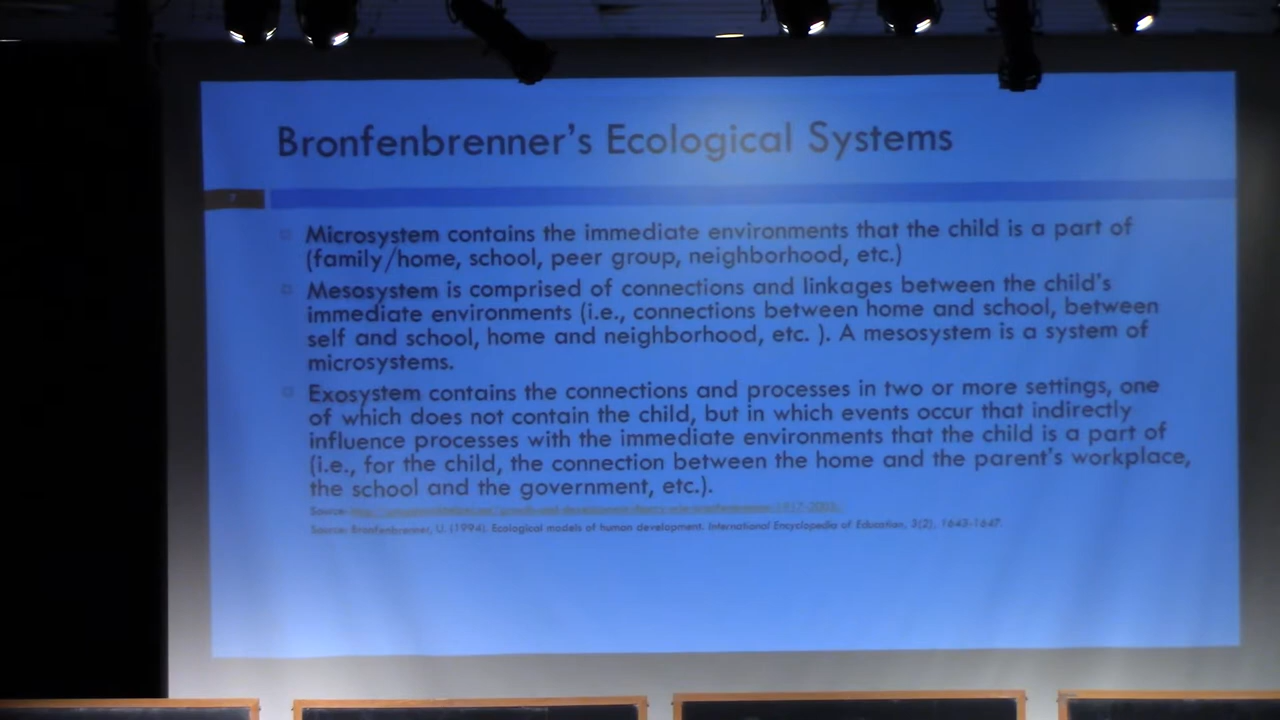 Bronfenbrenner's Ecological Systems
7
Microsystem contains the immediate environments that the child is a part of
(family/home, school, peer group, neighborhood, etc.)
Mesosystem is comprised of connections and linkages between the child's
immediate environments (i.e., connections between home and school, between
self and school, home and neighborhood, etc. ). A mesosystem is a system of
microsystems.
Exosystem contains the connections and processes in two or more settings, one
of which does not contain the child, but in which events occur that indirectly
influence processes with the immediate environments that the child is a part of
(i.e., for the child, the connection between the home and the parent's workplace,
the school and the government, etc.).
Source:
Source: Bronfenbrenner, U. (1994). Ecological models of human development. International Encyclopedia of Education, 3(2), 1643-1647.